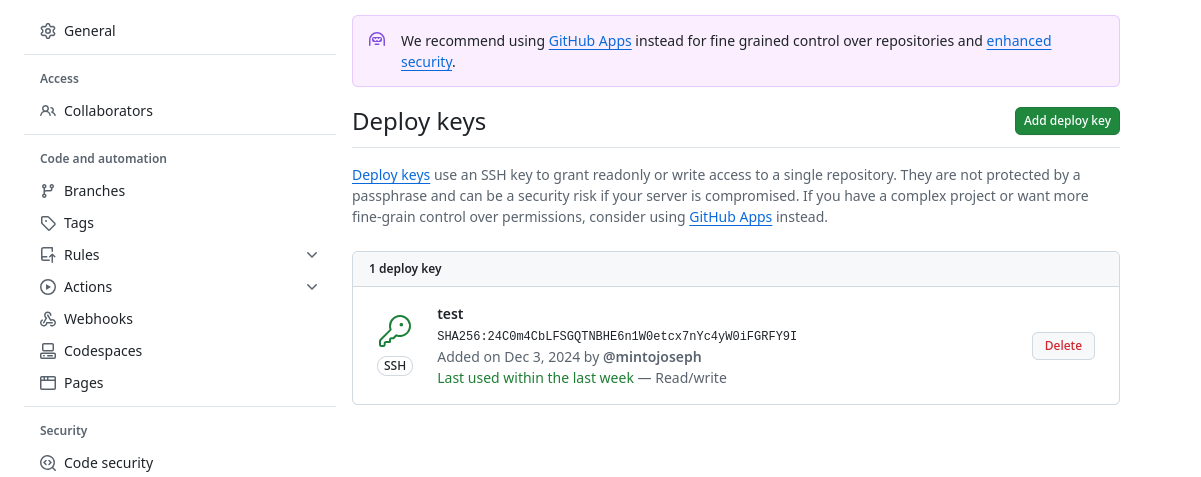 General
Access
Collaborators
Code and automation
Branches
Tags
Rules
Actions
Webhooks
Codespaces
Pages
Security
Code security
We recommend using GitHub Apps instead for fine grained control over repositories and enhanced
security.
Deploy keys
Add deploy key
Deploy keys use an SSH key to grant readonly or write access to a single repository. They are not protected by a
passphrase and can be a security risk if your server is compromised. If you have a complex project or want more
fine-grain control over permissions, consider using GitHub Apps instead.
1 deploy key
SSH
test
SHA256:24C0m4CbLFSGQTNBHE6n1W0etcx7nYc4yW0iFGRFY9I
Added on Dec 3, 2024 by @mintojoseph
Last used within the last week — Read/write
Delete